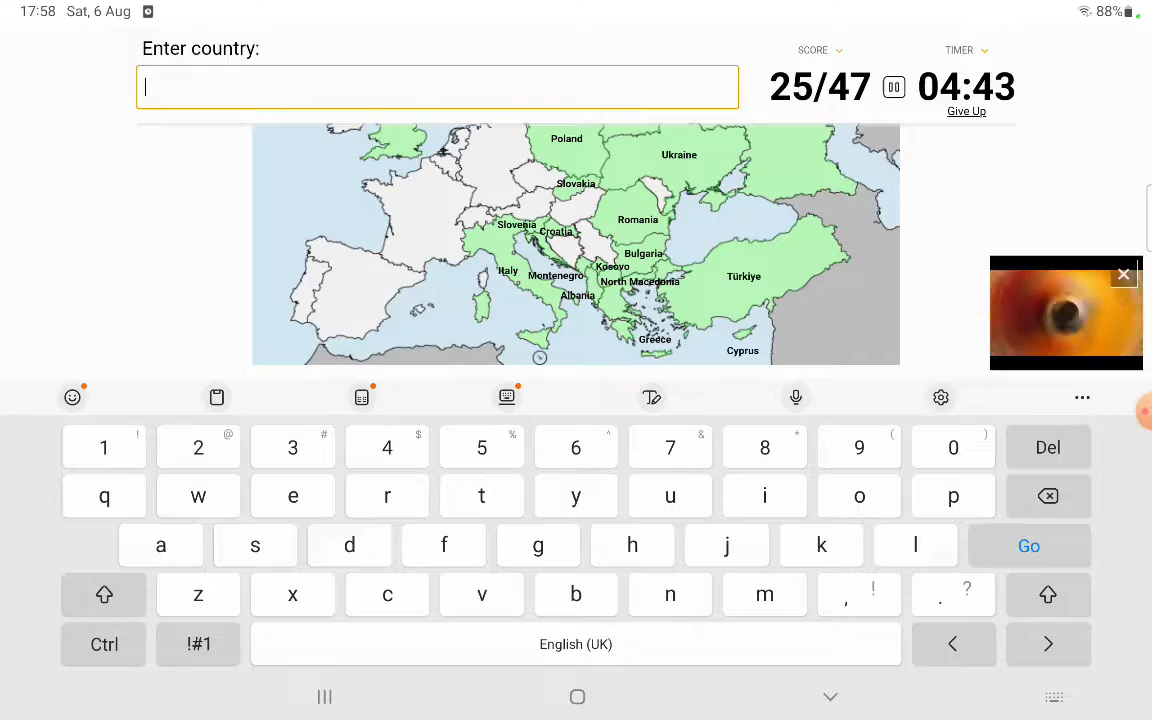 17:58 Sat, 6 Aug
88%
Enter country:
SCORE
TIMER
25/47
04:43
Give Up
Poland
Ukraine
Slovakia
Romania
Slovenia
Croatia
Bulgaria
Kosovo
Italy
Montenegro
North Macedonia
Türkiye
Albania
Greece
Cyprus
1 ! 2 @ 3 # 4 $ 5 % 6 ^ 7 & 8 * 9 ( 0 ) Del
q w e r t y u i o p
a s d f g h j k l Go
z x c v b n m , ! . ?
Ctrl !#1 English (UK) < >